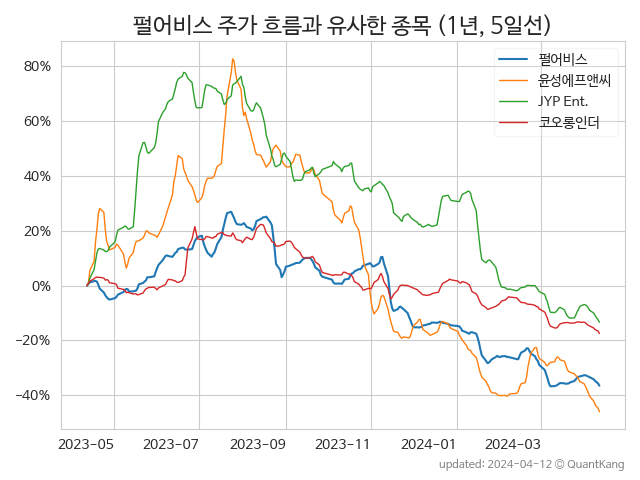 펄어비스 주가 흐름과 유사한 종목 (1년, 5일선)
펄어비스
윤성에프앤씨
JYP Ent.
코오롱인더
80%
60%
40%
20%
0%
−20%
−40%
2023−05
2023−07
2023−09
2023−11
2024−01
2024−03
updated: 2024−04−12 © QuantKang